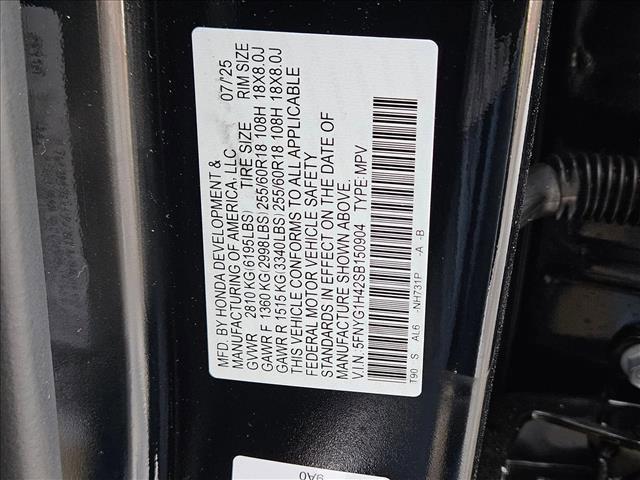 MFD. BY HONDA DEVELOPMENT & 07/25
MANUFACTURING OF AMERICA, LLC
GVWR 2810 KG(6195LBS) TIRE SIZE RIM SIZE
GAWR F 1360 KG(2998LBS) 255/60R18 108H 18X8.0J
GAWR R 1515 KG(3340LBS) 255/60R18 108H 18X8.0J
THIS VEHICLE CONFORMS TO ALL APPLICABLE
FEDERAL MOTOR VEHICLE SAFETY
STANDARDS IN EFFECT ON THE DATE OF
MANUFACTURE SHOWN ABOVE.
V.I.N.: 5FNYG1H42SB150904 TYPE:MPV
T90 S AL6 -NH731P -A -B
9A0